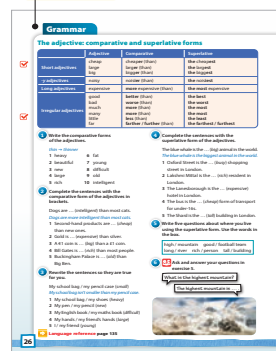 Grammar
The adjective: comparative and superlative forms
Adjective Comparative Superlative
Short adjectives
cheap cheaper (than) the cheapest
large larger (than) the largest
big bigger (than) the biggest
-y adjectives noisy noisier (than) the noisiest
Long adjectives expensive more expensive (than) the most expensive
Irregular adjectives
good better (than) the best
bad worse (than) the worst
much more (than) the most
many more (than) the most
little less (than) the least
far farther / further (than) the farthest / furthest
1 Write the comparative forms
of the adjectives.
fine → finer
1 heavy 6 fat
2 beautiful 7 young
3 new 8 difficult
4 large 9 old
5 rich 10 intelligent
2 Complete the sentences with the
comparative form of the adjectives in
brackets.
Dogs are ... (intelligent) than most cats.
Dogs are more intelligent than most cats.
1 Second-hand products are ... (cheap)
than new ones.
2 Gold is ... (expensive) than silver.
3 A €1 coin is ... (big) than a €1 coin.
4 Bill Gates is ... (rich) than most people.
5 Buckingham Palace is ... (old) than
Big Ben.
3 Rewrite the sentences so they are true
for you.
My school bag / my pencil case (small)
My school bag isn't smaller than my pencil case.
1 My school bag / my shoes (heavy)
2 My pen / my pencil (new)
3 My English book / my maths book (difficult)
4 My hands / my friend's hands (large)
5 I / my friend (young)
Language reference page 135
4 Complete the sentences with the
superlative form of the adjectives.
The blue whale is the ... (big) animal in the world.
The blue whale is the biggest animal in the world.
1 Oxford Street is the ... (busy) shopping
street in London.
2 Lakshmi Mittal is the ... (rich) resident in
London.
3 The Lanesborough is the ... (expensive)
hotel in London.
4 The bus is the ... (cheap) form of transport
for under-16s.
5 The Shard is the ... (tall) building in London.
5 Write five questions about where you live
using the superlative form. Use the words in
the box.
high / mountain good / football team
long / river rich / person tall / building
6 Ask and answer your questions in
exercise 5.
What is the highest mountain?
The highest mountain is ...
26